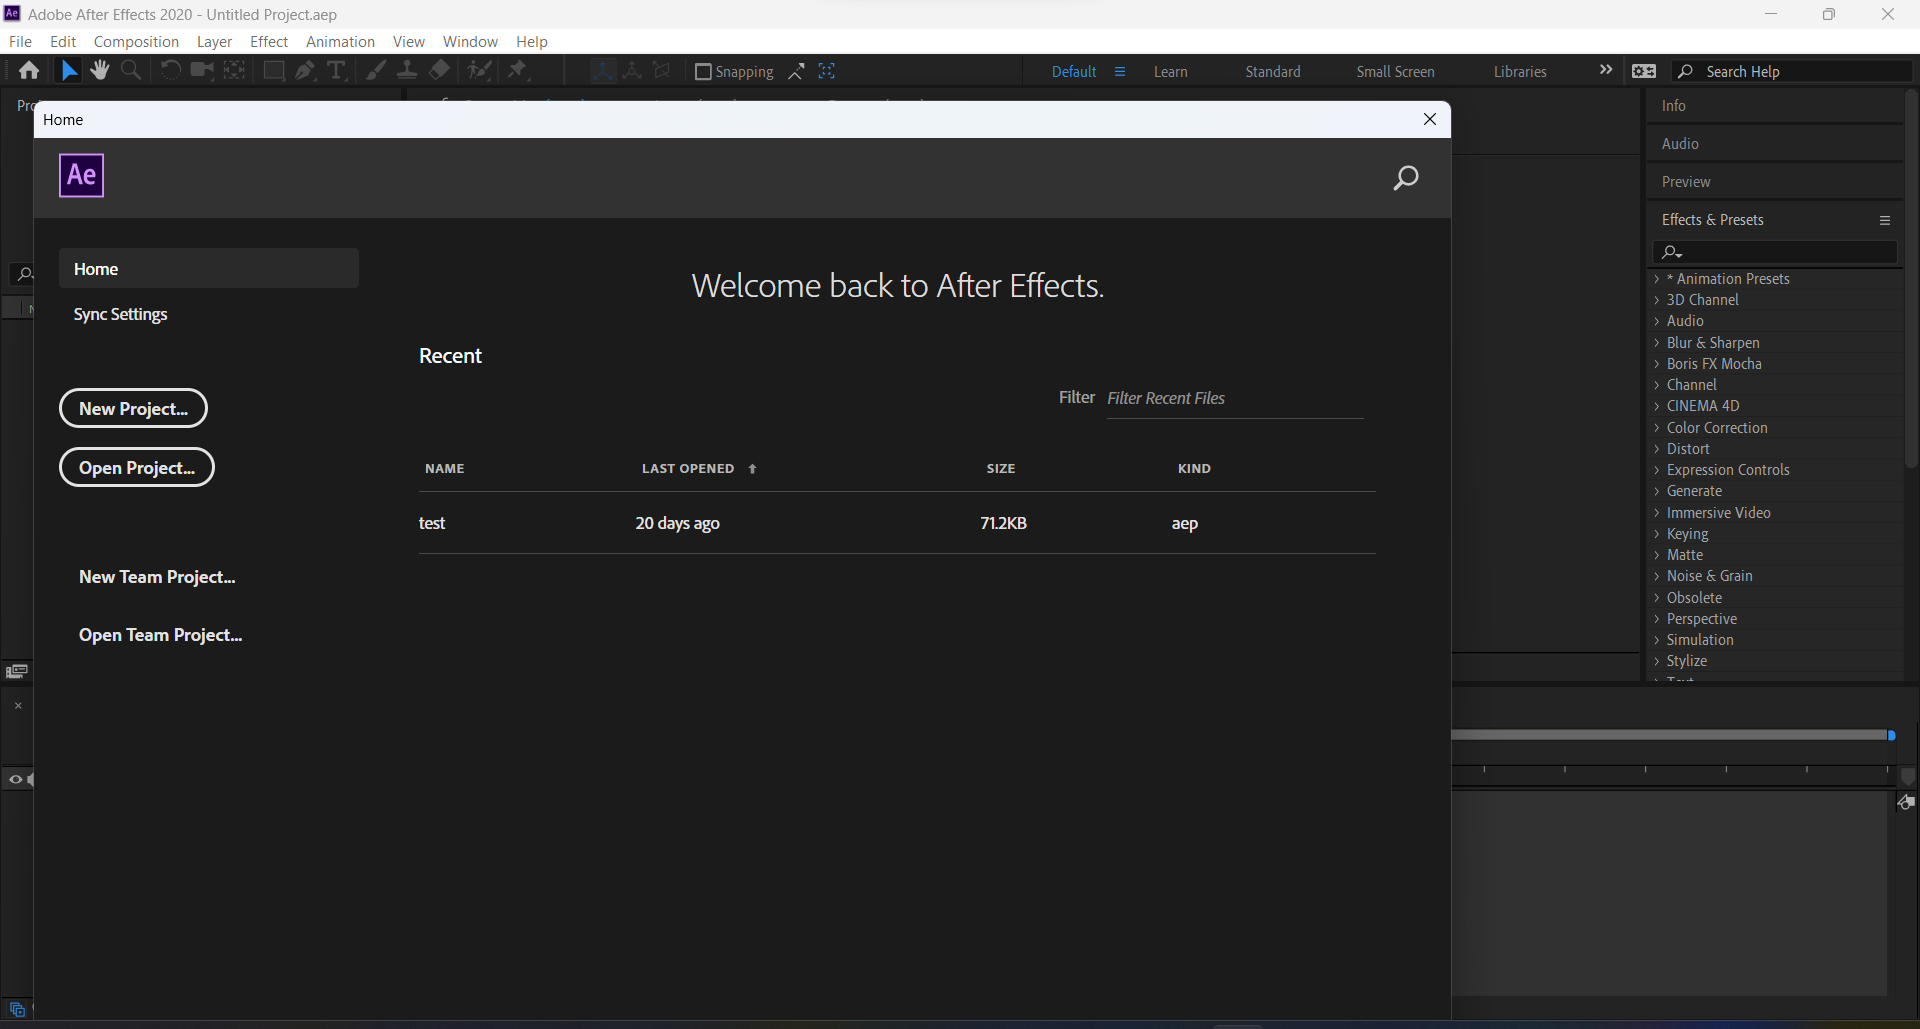 Ae Adobe After Effects 2020 - Untitled Project.aep
File Edit Composition Layer Effect Animation View Window Help
Snapping Default Learn Standard Small Screen Libraries Search Help
Home
Ae
Home
Sync Settings
New Project...
Open Project...
New Team Project...
Open Team Project...
Welcome back to After Effects.
Recent
Filter Filter Recent Files
NAME LAST OPENED SIZE KIND
test 20 days ago 71.2KB aep
Info
Audio
Preview
Effects & Presets
* Animation Presets
3D Channel
Audio
Blur & Sharpen
Boris FX Mocha
Channel
CINEMA 4D
Color Correction
Distort
Expression Controls
Generate
Immersive Video
Keying
Matte
Noise & Grain
Obsolete
Perspective
Simulation
Stylize